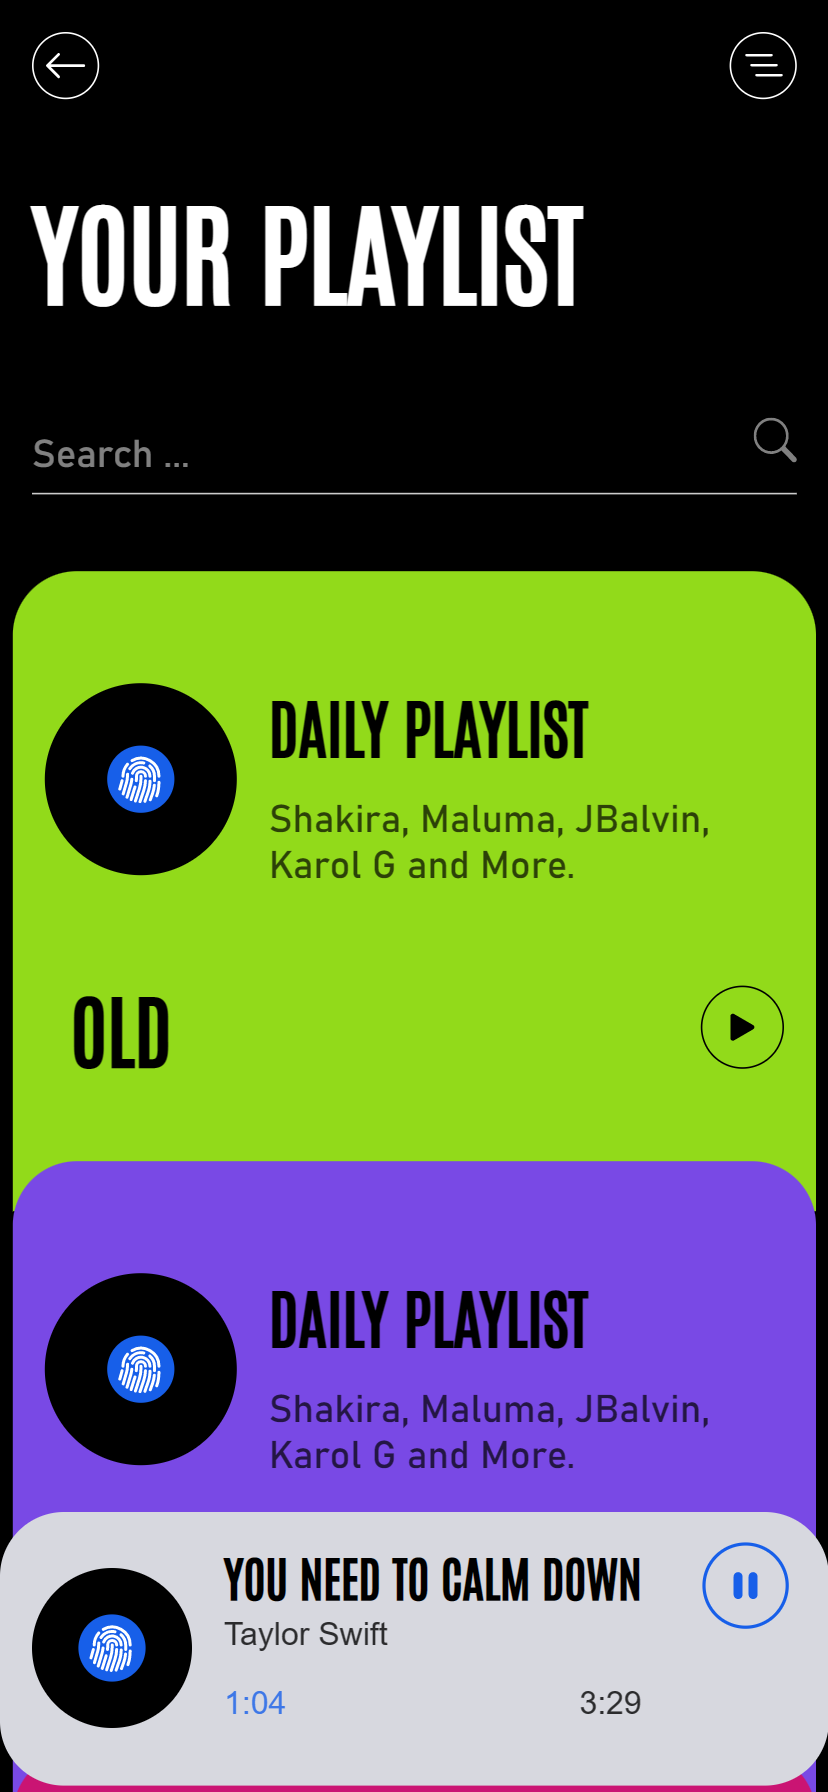 YOUR PLAYLIST
Search ...
DAILY PLAYLIST
Shakira, Maluma, JBalvin,
Karol G and More.
OLD
DAILY PLAYLIST
Shakira, Maluma, JBalvin,
Karol G and More.
YOU NEED TO CALM DOWN
Taylor Swift
1:04 3:29